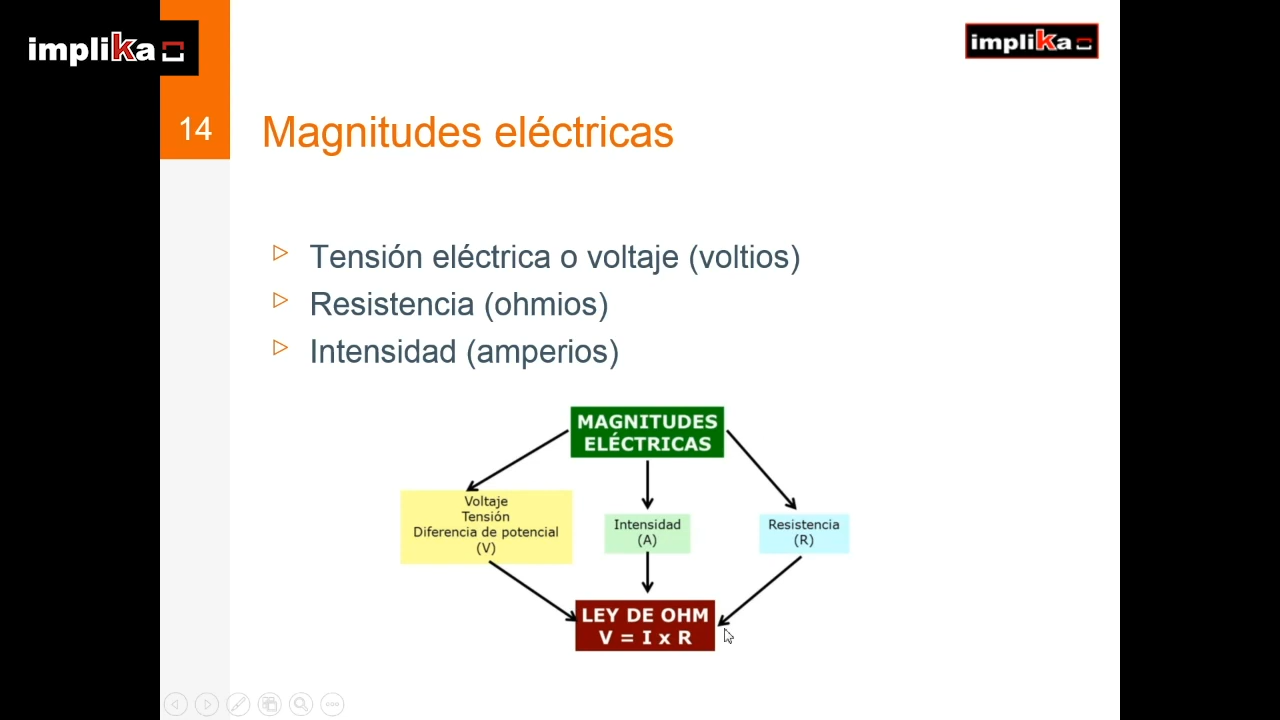 implika
implika
14
Magnitudes eléctricas
Tensión eléctrica o voltaje (voltios)
Resistencia (ohmios)
Intensidad (amperios)
MAGNITUDES
ELÉCTRICAS
Voltaje
Tensión
Diferencia de potencial
(V)
Intensidad
(A)
Resistencia
(R)
LEY DE OHM
V = I x R